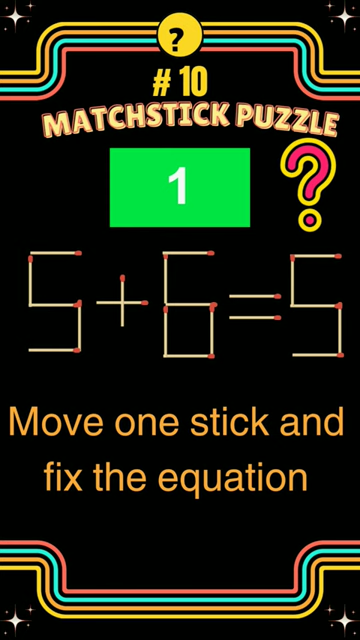 ?
# 10
MATCHSTICK PUZZLE
1
?
5+6=5
Move one stick and
fix the equation